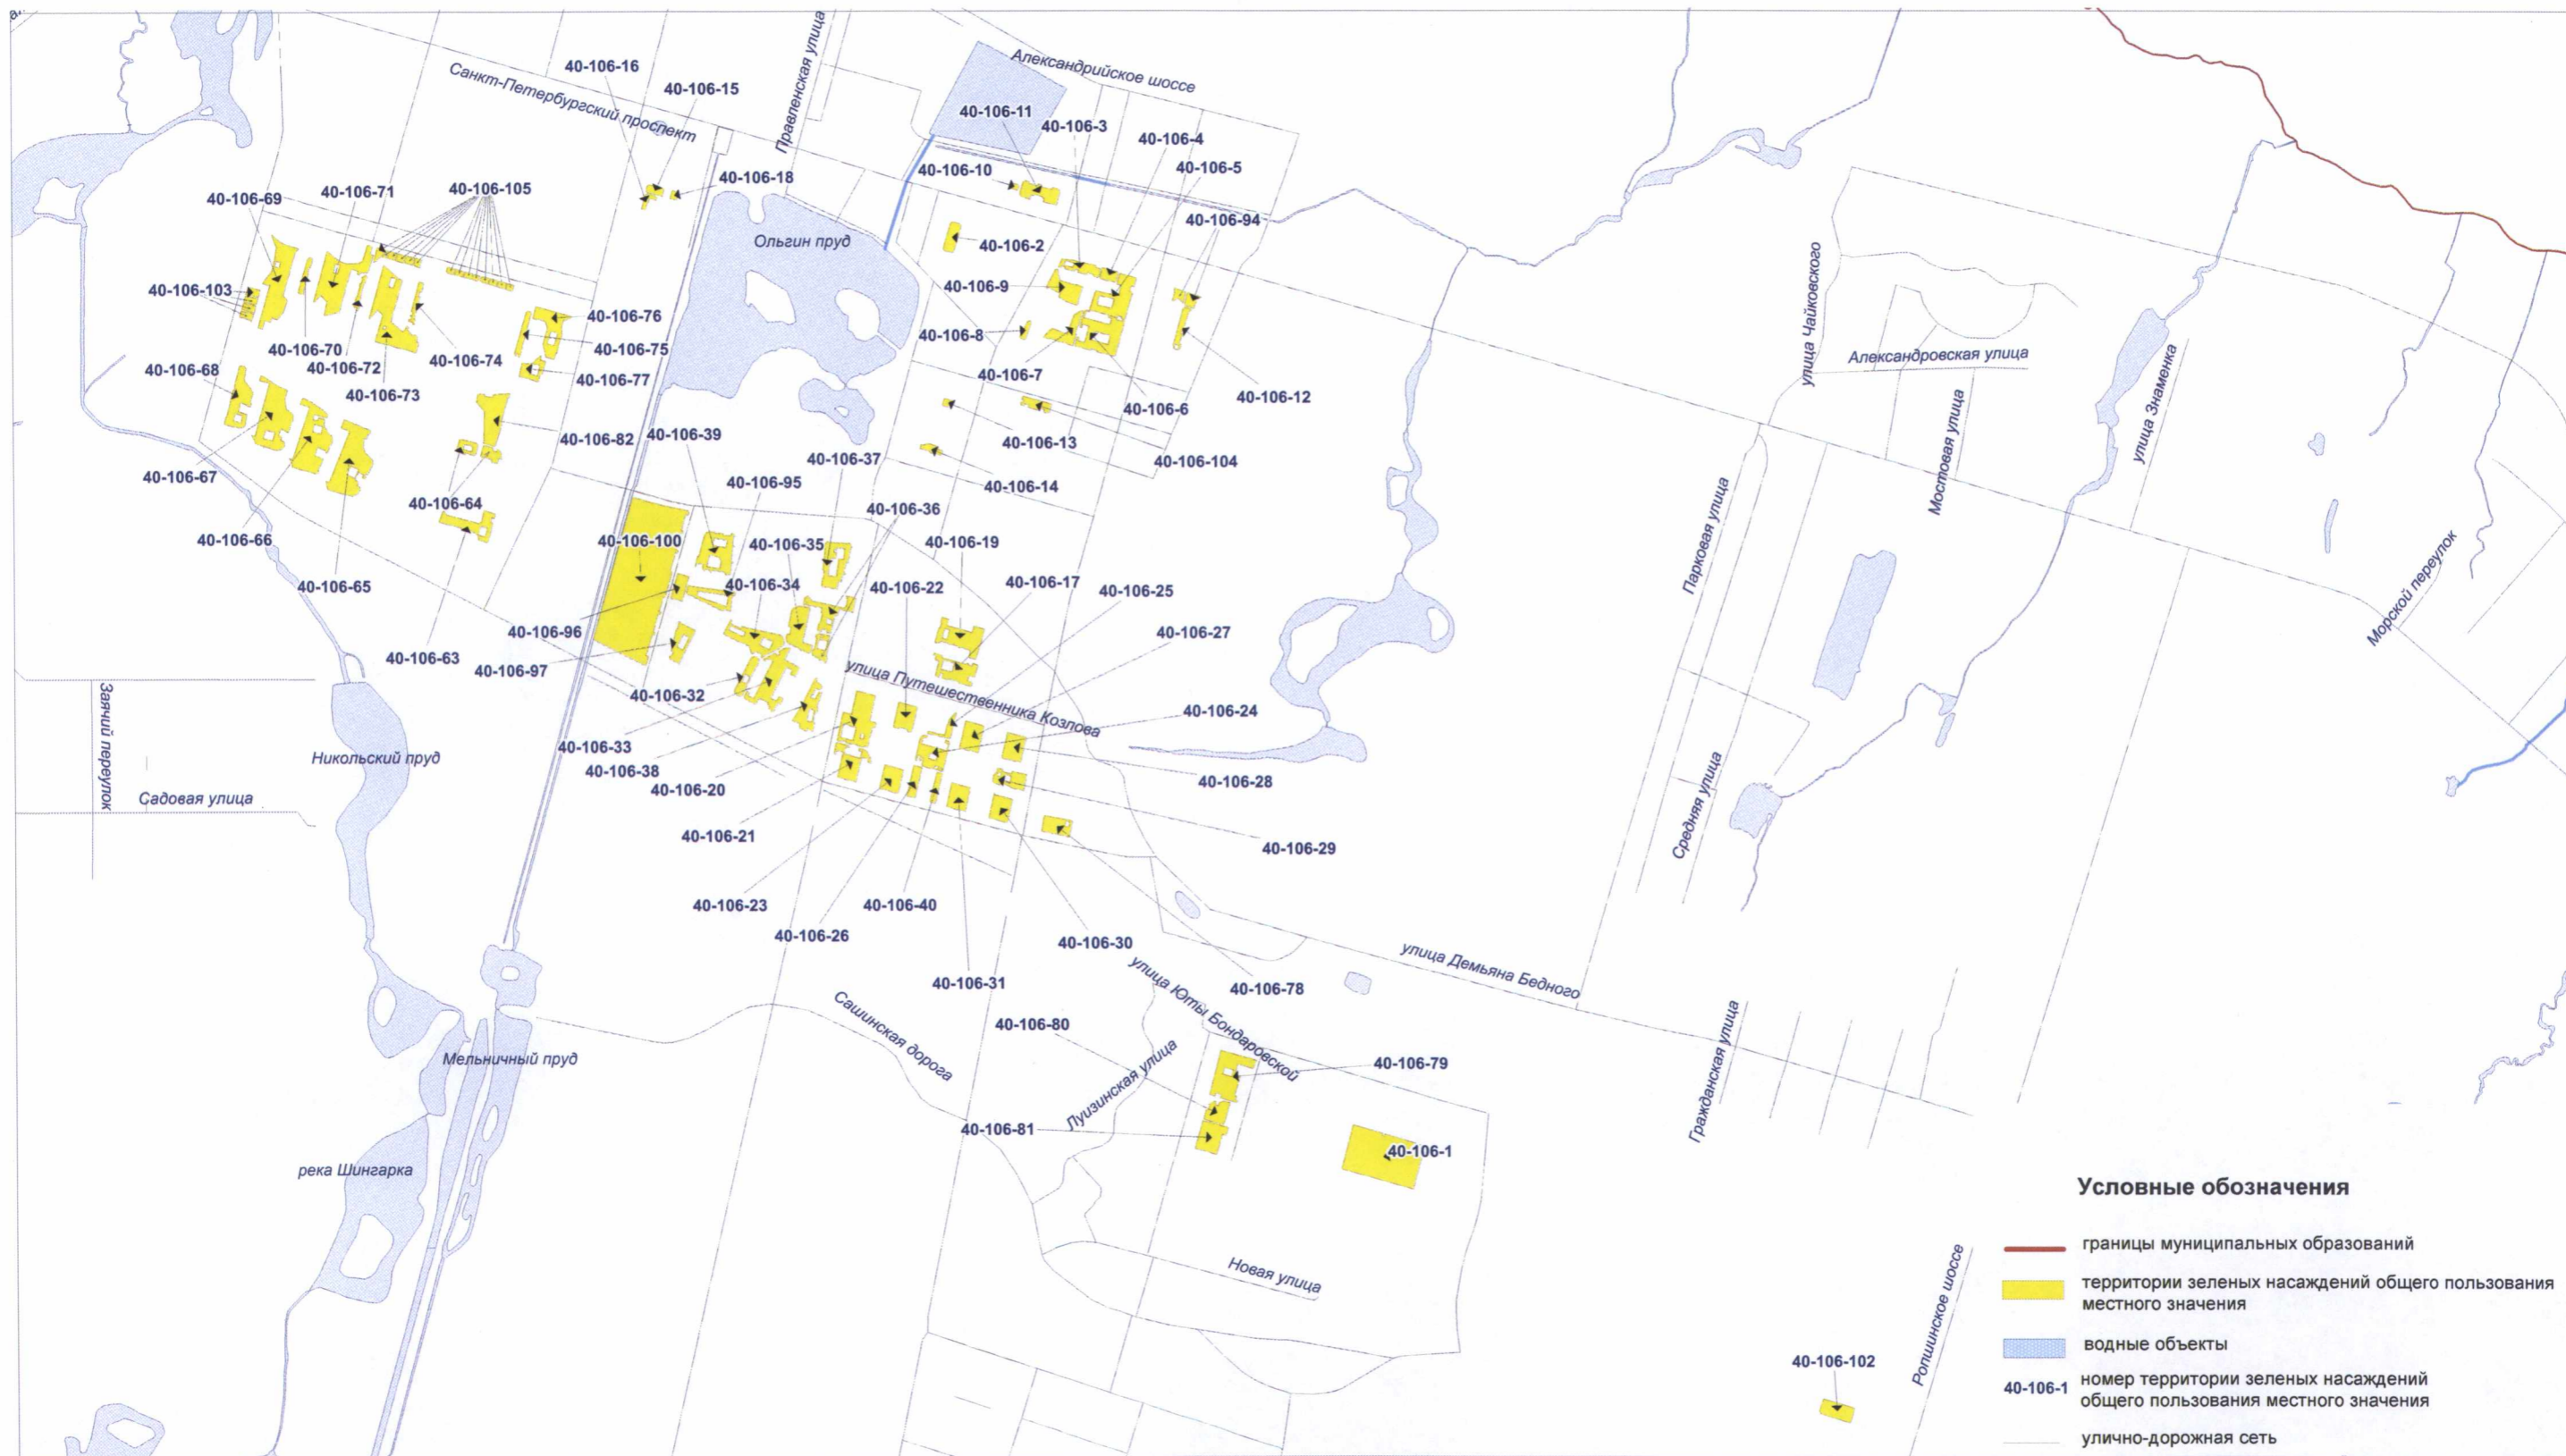 40-106-16
Санкт-Петербургский проспект
40-106-15
Правленская улица
Александрийское шоссе
40-106-11
40-106-3
40-106-4
40-106-5
40-106-10
40-106-18
40-106-69
40-106-71
40-106-105
40-106-94
Ольгин пруд
40-106-2
40-106-103
40-106-9
40-106-76
40-106-8
40-106-70
40-106-75
40-106-72
40-106-74
40-106-68
40-106-77
40-106-7
40-106-73
40-106-12
40-106-6
улица Чайковского
Александровская улица
улица Знаменка
Мостовая улица
40-106-82
40-106-39
40-106-13
40-106-104
40-106-37
40-106-67
40-106-95
40-106-14
40-106-64
40-106-36
Парковая улица
40-106-66
40-106-100
40-106-35
40-106-19
40-106-65
40-106-34
40-106-22
40-106-17
40-106-25
Морской переулок
40-106-96
40-106-27
40-106-63
40-106-97
40-106-32
улица Путешественника Козлова
40-106-24
Заячий переулок
40-106-33
Никольский пруд
40-106-38
40-106-20
40-106-28
Садовая улица
40-106-21
40-106-29
Средняя улица
40-106-23
40-106-40
40-106-26
40-106-30
40-106-31
40-106-78
улица Демьяна Бедного
улица Юты Бондаровской
Сашинская дорога
40-106-80
Мельничный пруд
40-106-79
Луизинская улица
Гражданская улица
40-106-81
40-106-1
река Шингарка
Новая улица
Ропшинское шоссе
40-106-102
Условные обозначения
границы муниципальных образований
территории зеленых насаждений общего пользования
местного значения
водные объекты
40-106-1 номер территории зеленых насаждений
общего пользования местного значения
улично-дорожная сеть